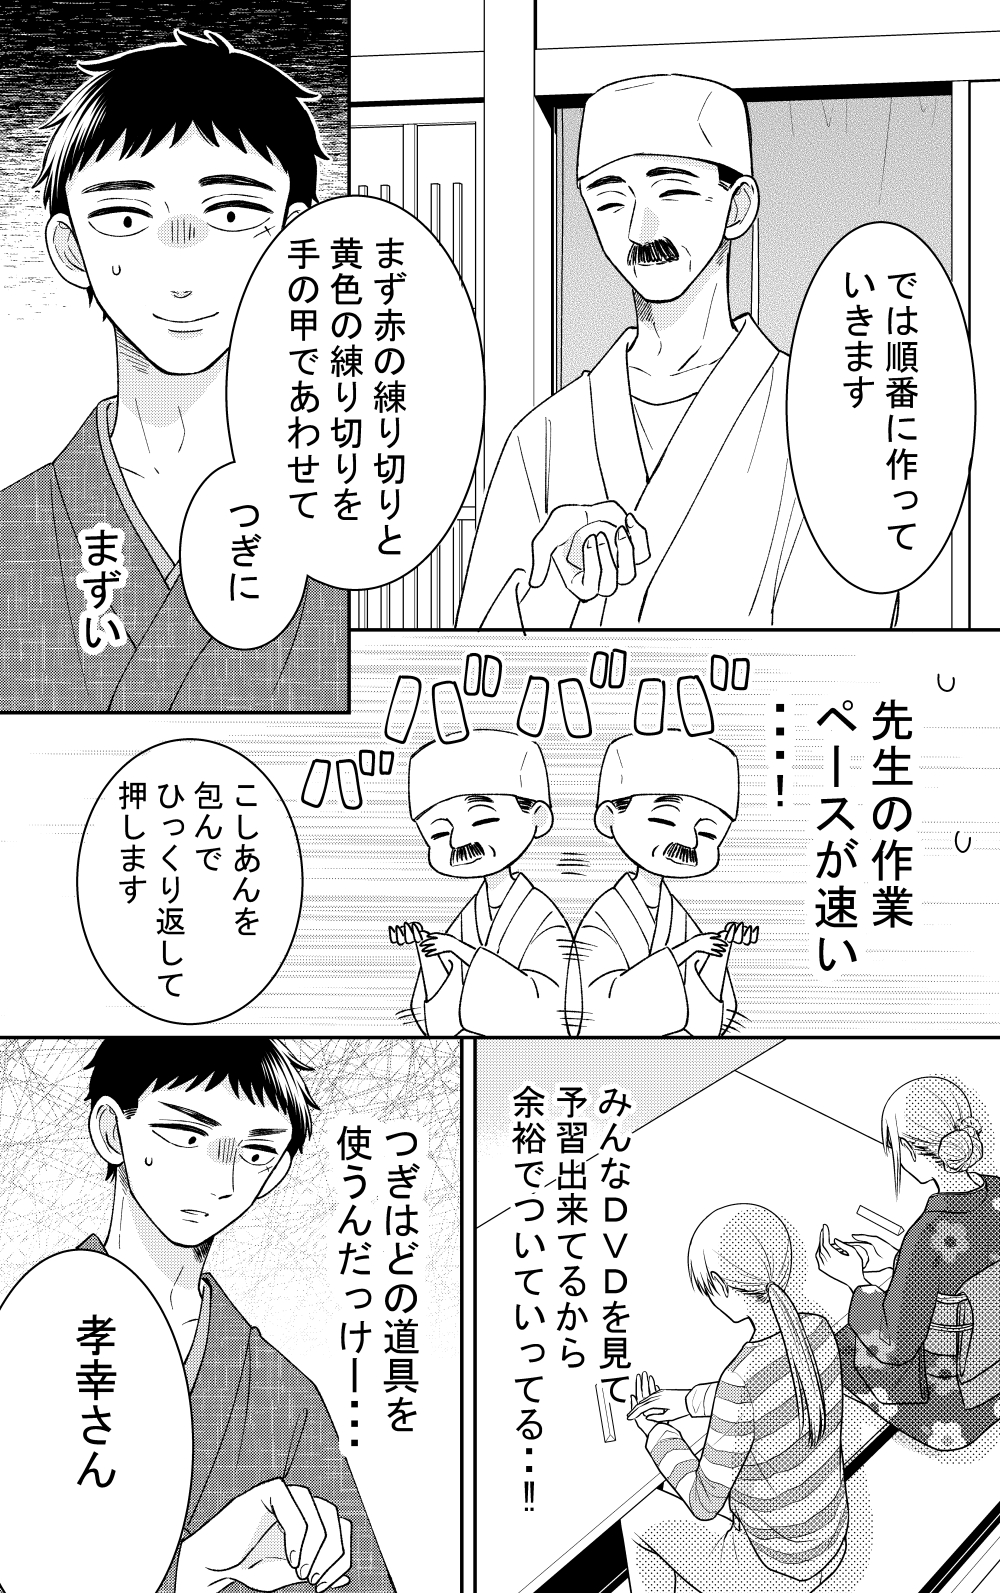 では順番に作って
いきます
まず赤の練り切りと
黄色の練り切りを
手の甲であわせて
つぎに
まずい
先生の作業
ペースが速い
・・・・!
バババババ
こしあんを
包んで
ひっくり返して
押します
みんなDVDを見て
予習出来てるから
余裕でついていってる・・!!
つぎはどの道具を
使うんだっけー・・・
孝幸さん